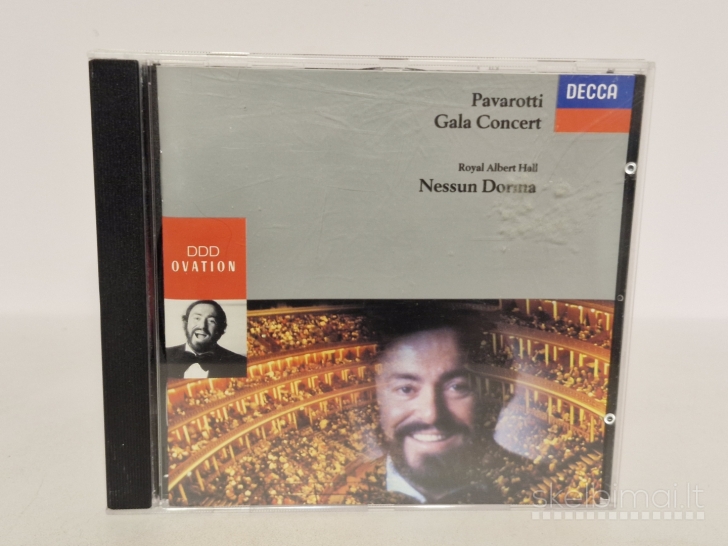 Pavarotti
Gala Concert
DECCA
Royal Albert Hall
Nessun Dorma
DDD
OVATION
skelbimai.lt